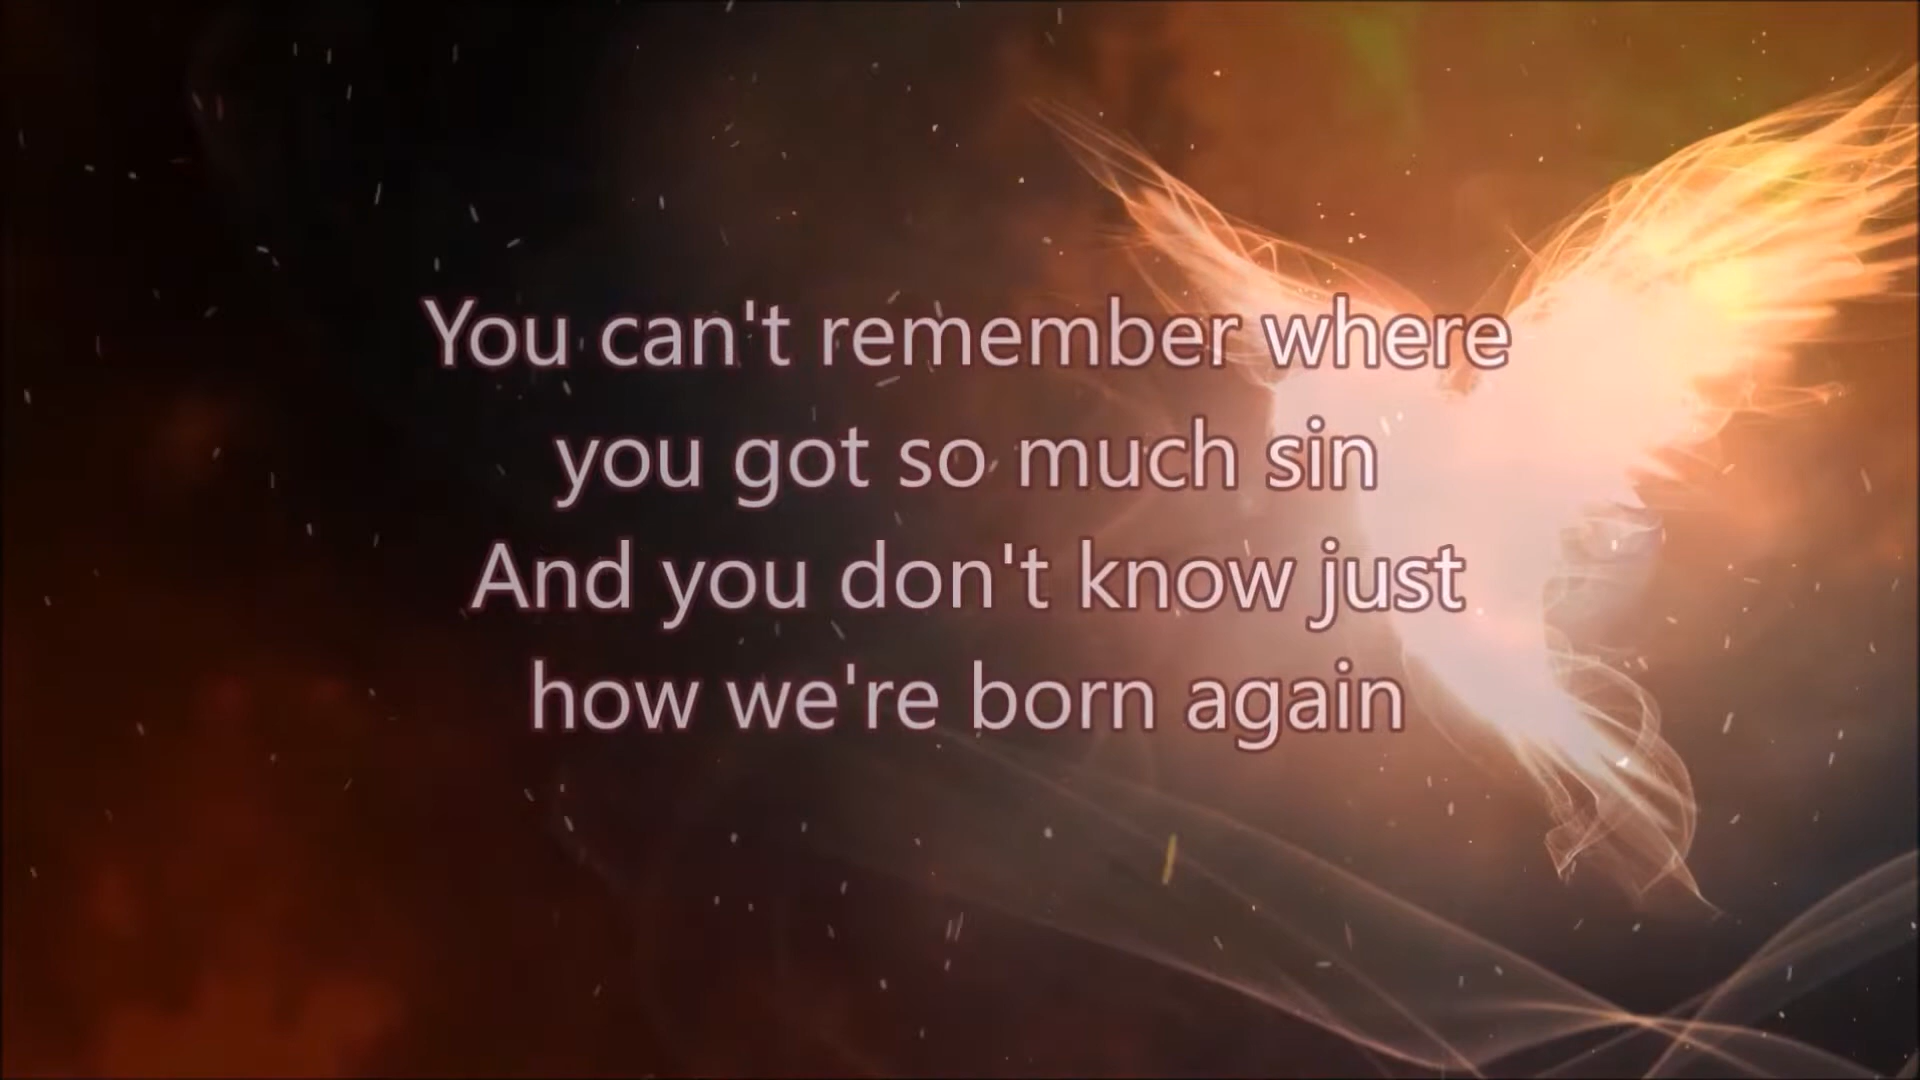 You can't remember where
you got so much sin
And you don't know just
how we're born again